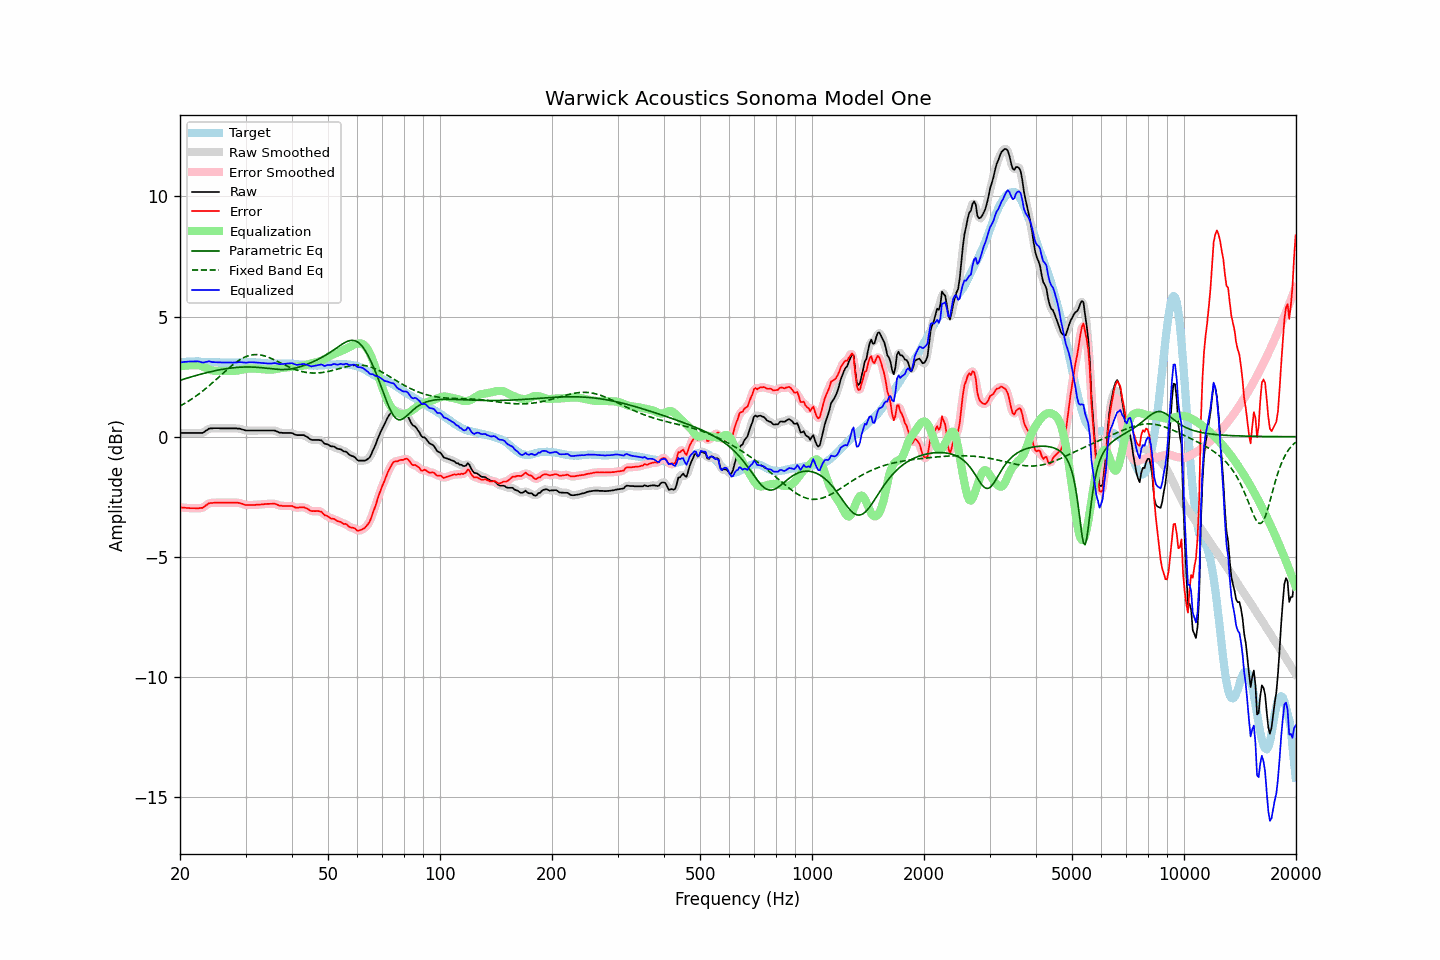 Warwick Acoustics Sonoma Model One
Target
Raw Smoothed
Error Smoothed
Raw
Error
Equalization
Parametric Eq
Fixed Band Eq
Equalized
Amplitude (dBr)
10
5
0
−5
−10
−15
20 50 100 200 500 1000 2000 5000 10000 20000
Frequency (Hz)